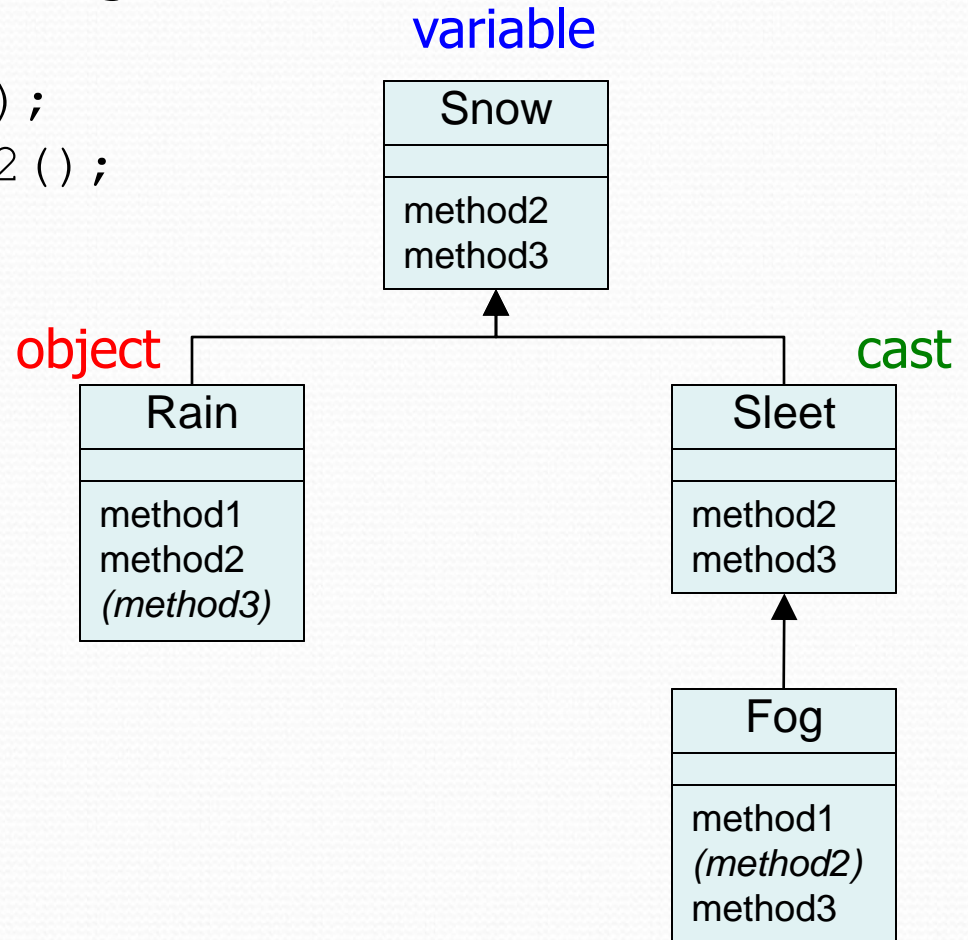 variable
);
2();
Snow
method2
method3
object
cast
Rain
method1
method2
(method3)
Sleet
method2
method3
Fog
method1
(method2)
method3